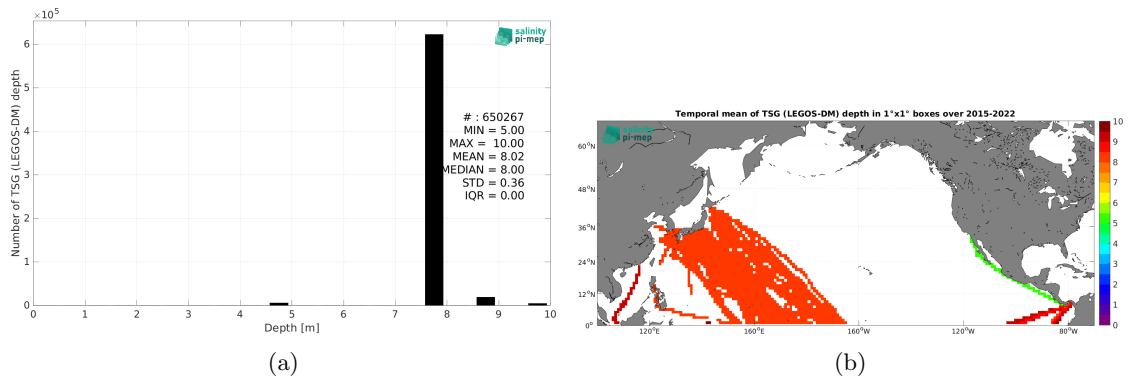 ×10⁵
6
5
4
3
2
1
0
Number of TSG (LEGOS-DM) depth
salinity
pi-mep
# : 650267
MIN = 5.00
MAX = 10.00
MEAN = 8.02
MEDIAN = 8.00
STD = 0.36
IQR = 0.00
0 1 2 3 4 5 6 7 8 9 10
Depth [m]
(a)
Temporal mean of TSG (LEGOS-DM) depth in 1°x1° boxes over 2015-2022
salinity
pi-mep
60°N
48°N
36°N
24°N
12°N
0°
120°E 160°E 160°W 120°W 80°W
10
9
8
7
6
5
4
3
2
1
0
(b)